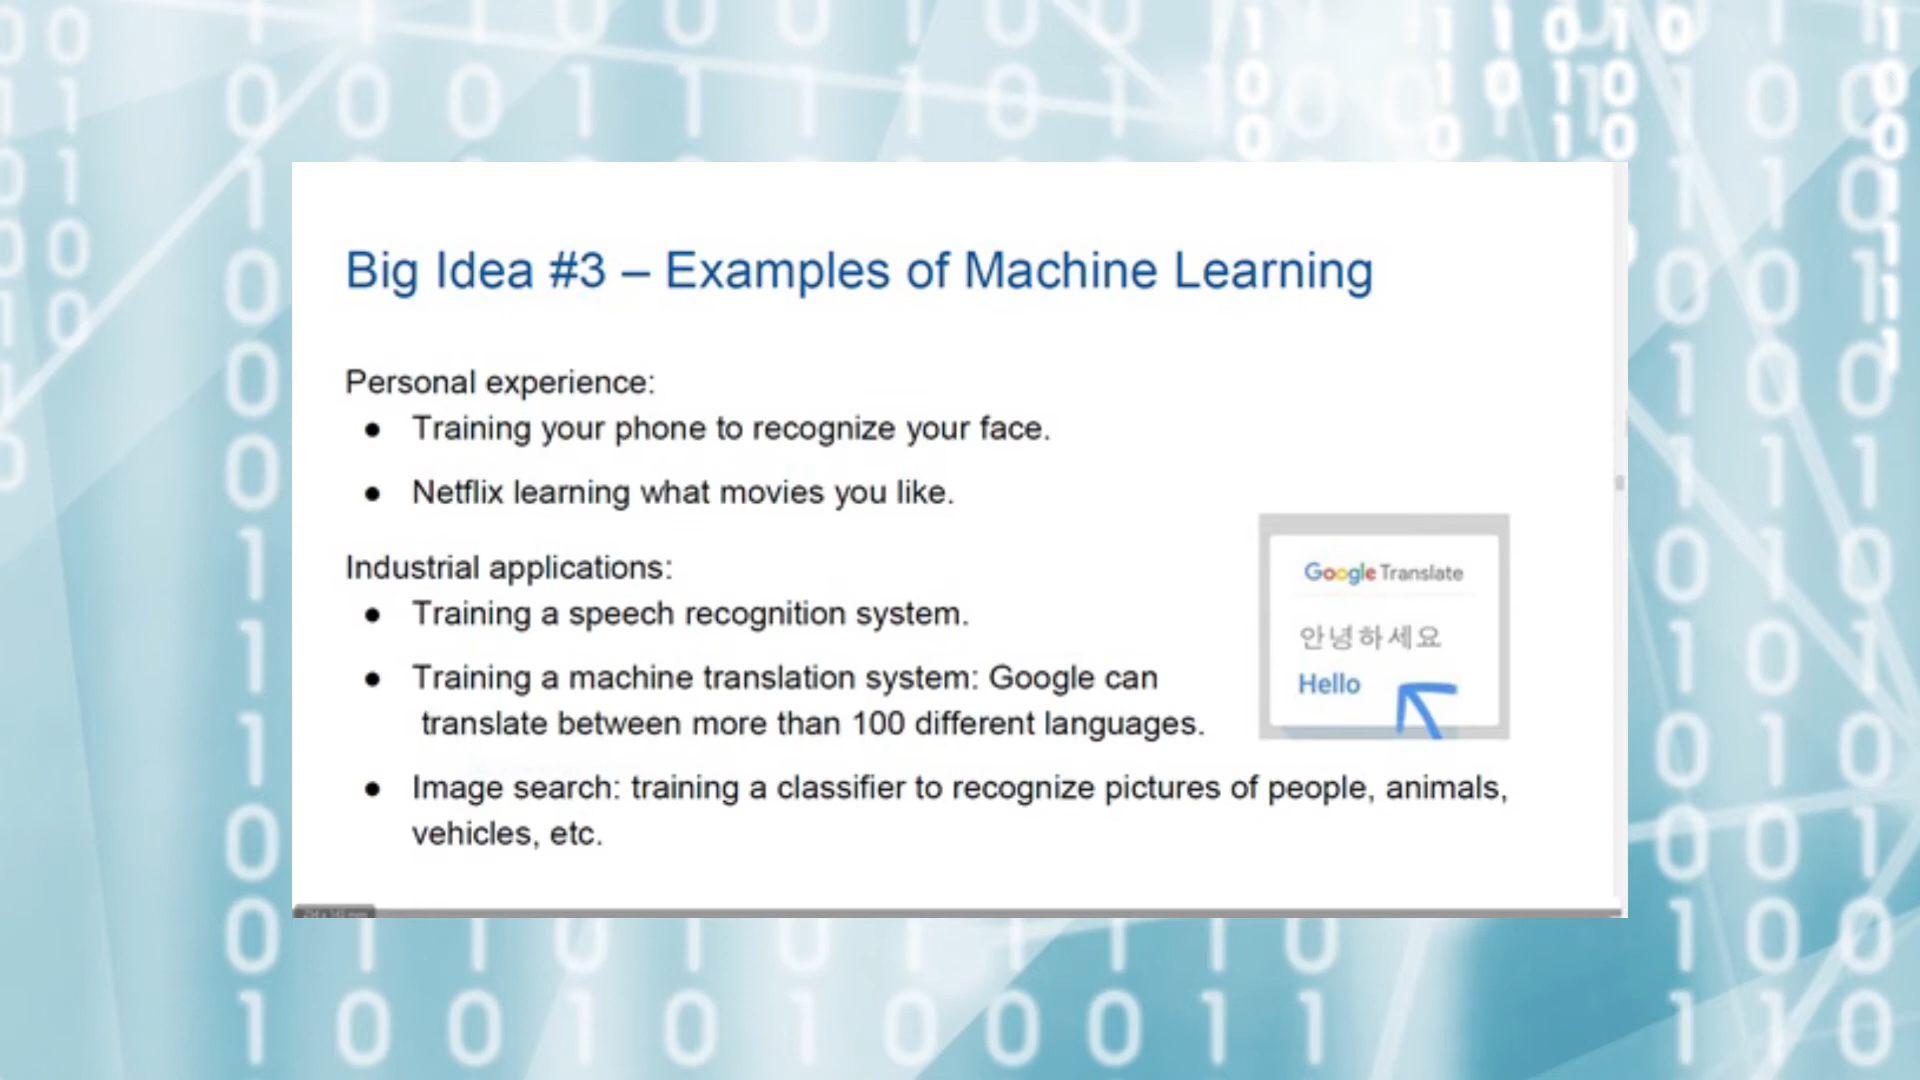 Big Idea #3 – Examples of Machine Learning
Personal experience:
● Training your phone to recognize your face.
● Netflix learning what movies you like.
Industrial applications:
● Training a speech recognition system.
● Training a machine translation system: Google can
translate between more than 100 different languages.
● Image search: training a classifier to recognize pictures of people, animals,
vehicles, etc.
Google Translate
안녕하세요
Hello